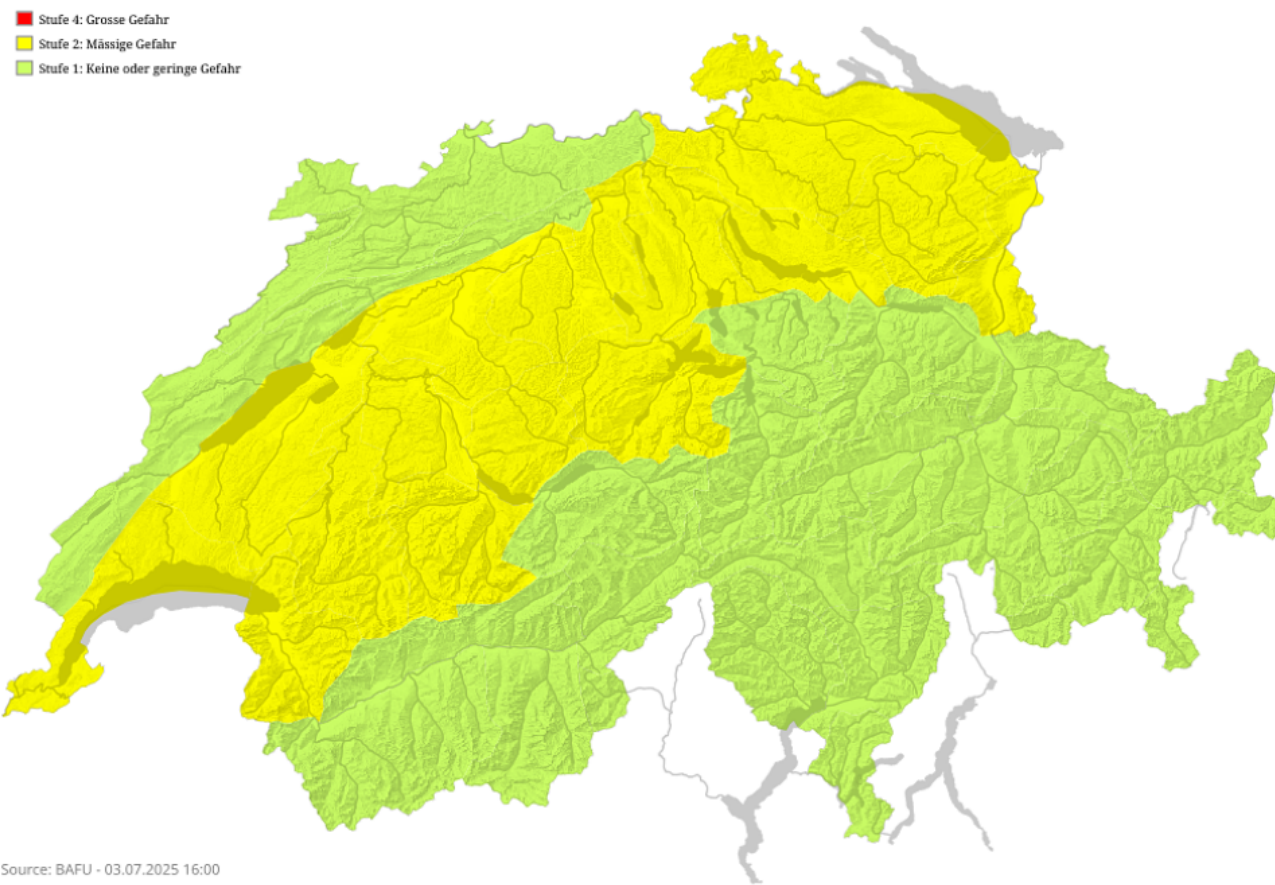 Stufe 4: Grosse Gefahr
Stufe 2: Mässige Gefahr
Stufe 1: Keine oder geringe Gefahr
Source: BAFU - 03.07.2025 16:00